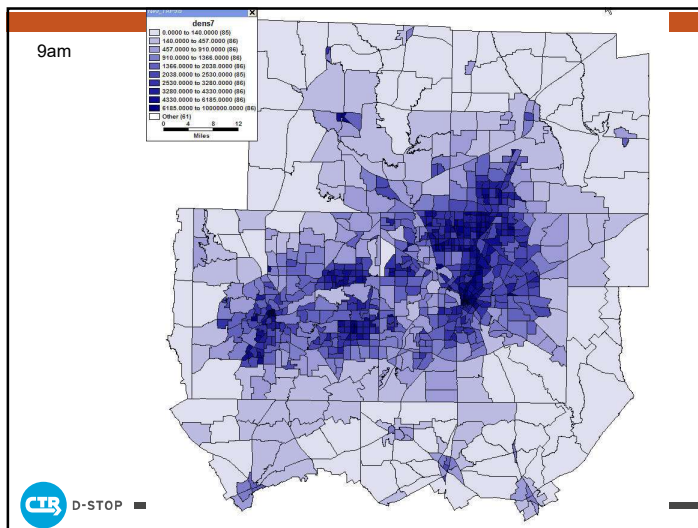 9am
dens7
0.0000 to 140.0000 (85)
140.0000 to 457.0000 (86)
457.0000 to 910.0000 (86)
910.0000 to 1366.0000 (86)
1366.0000 to 2038.0000 (86)
2038.0000 to 2530.0000 (85)
2530.0000 to 3280.0000 (86)
3280.0000 to 4330.0000 (86)
4330.0000 to 6185.0000 (86)
6185.0000 to 1000000.0000 (86)
Other (61)
0 4 8 12
Miles
CTR D-STOP